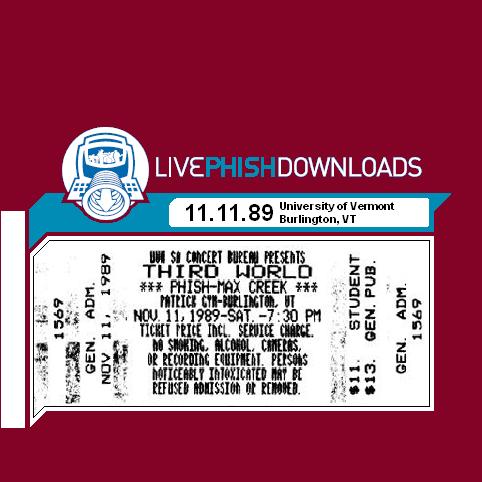 LIVEPHISHDOWNLOADS
11.11.89
University of Vermont
Burlington, VT
1569
GEN. ADM.
NOV 11, 1989
SA CONCERT BUREAU PRESENTS
THIRD WORLD
*** PHISH-MAX CREEK ***
PATRICK GYM-BURLINGTON, VT
NOV. 11, 1989-SAT. -7:30 PM
TICKET PRICE INCL. SERVICE CHARGE.
NO SMOKING, ALCOHOL, CAMERAS,
OR RECORDING EQUIPMENT. PERSONS
NOTICEABLY INTOXICATED MAY BE
REFUSED ADMISSION OR REMOVED.
$11. STUDENT
$13. GEN. PUB.
GEN. ADM.
1569